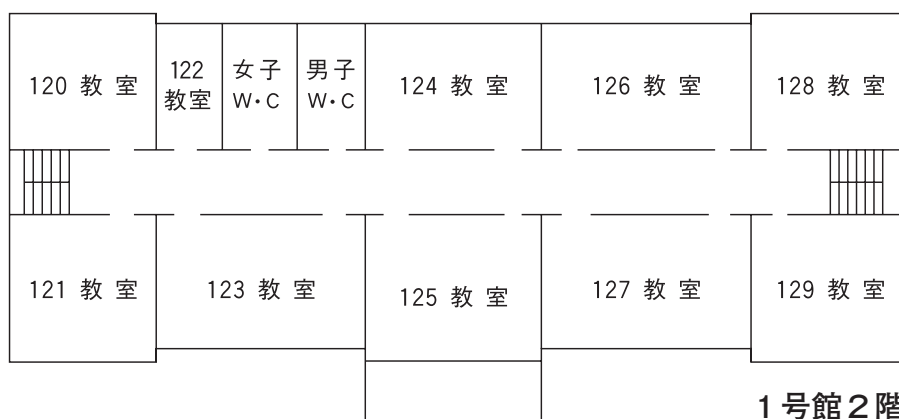 120 教 室
122
教室
女 子
W・C
男 子
W・C
124 教 室
126 教 室
128 教 室
121 教 室
123 教 室
125 教 室
127 教 室
129 教 室
1号館2階